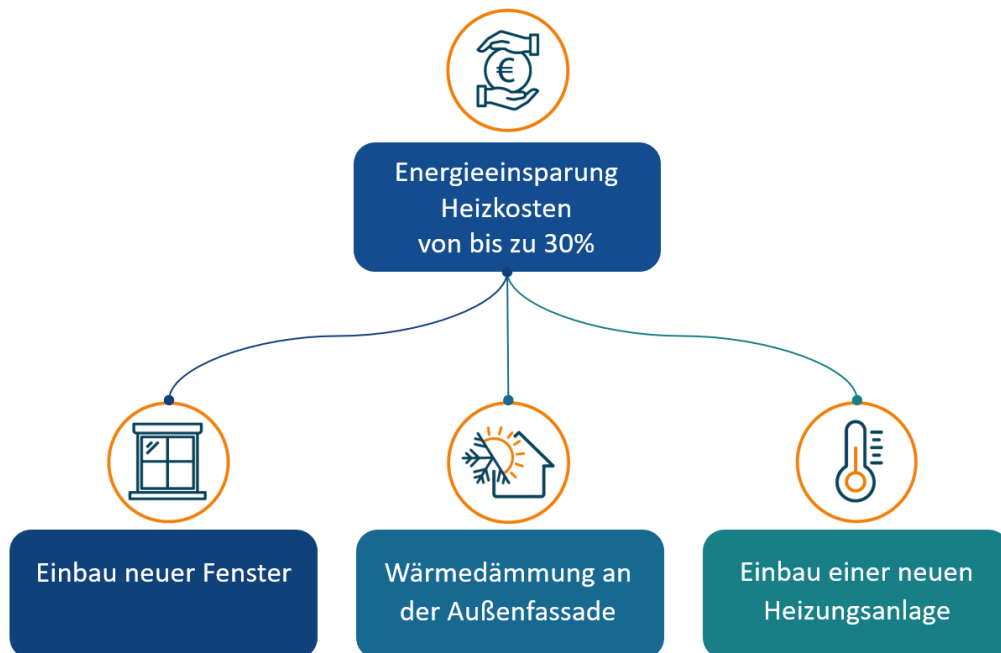 €
Energieeinsparung
Heizkosten
von bis zu 30%
Einbau neuer Fenster
Wärmedämmung an
der Außenfassade
Einbau einer neuen
Heizungsanlage